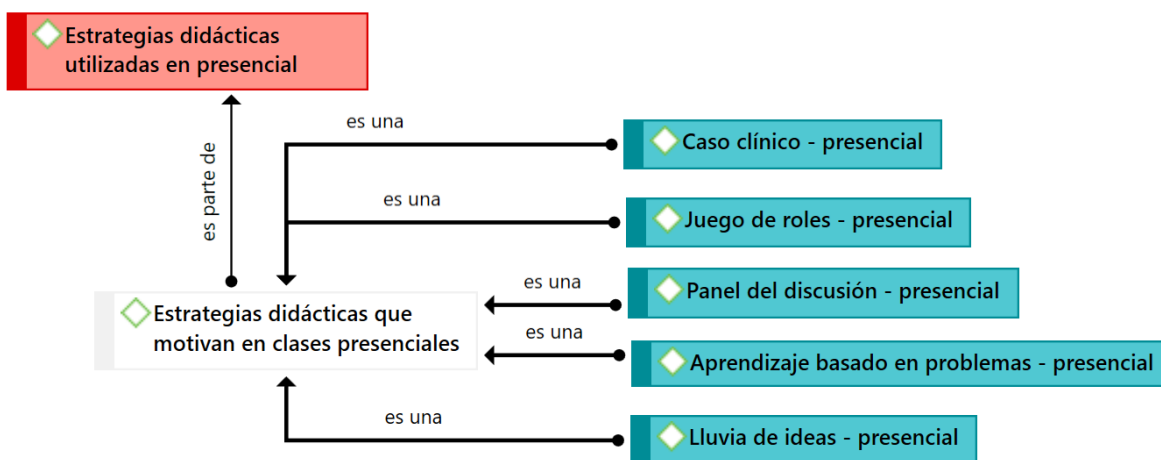 Estrategias didácticas
utilizadas en presencial
es una
Caso clínico - presencial
es parte de
es una
Juego de roles - presencial
es una
Panel del discusión - presencial
Estrategias didácticas que
motivan en clases presenciales
es una
Aprendizaje basado en problemas - presencial
es una
Lluvia de ideas - presencial